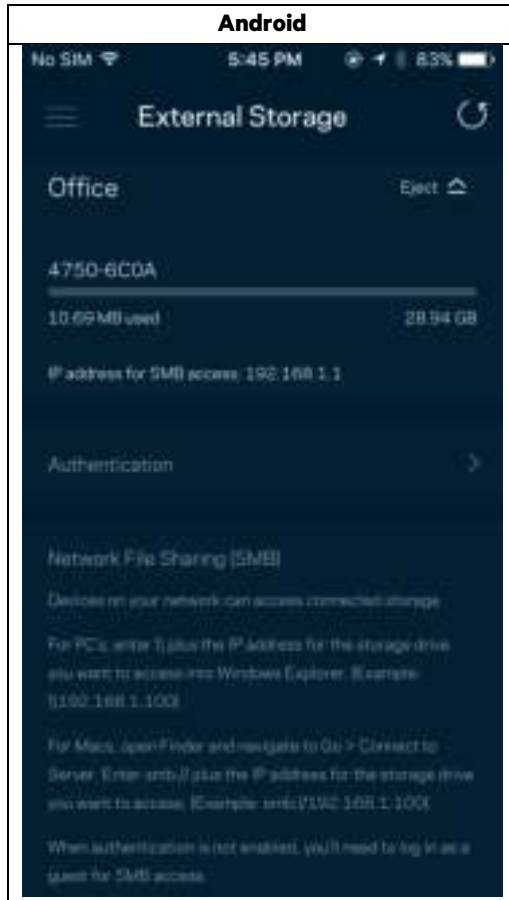 Android
No SIM 5:45 PM 83%
External Storage
Office Eject
4750-6C0A
10.69 MB used 28.94 GB
IP address for SMB access: 192.168.1.1
Authentication
Network File Sharing (SMB)
Devices on your network can access connected storage
For PC's, enter \\ plus the IP address for the storage drive
you want to access into Windows Explorer. (Example
\\192.168.1.100)
For Macs, open Finder and navigate to Go > Connect to
Server. Enter smb:// plus the IP address for the storage drive
you want to access. (Example: smb://192.168.1.100)
When authentication is not enabled, you'll need to log in as a
guest for SMB access.